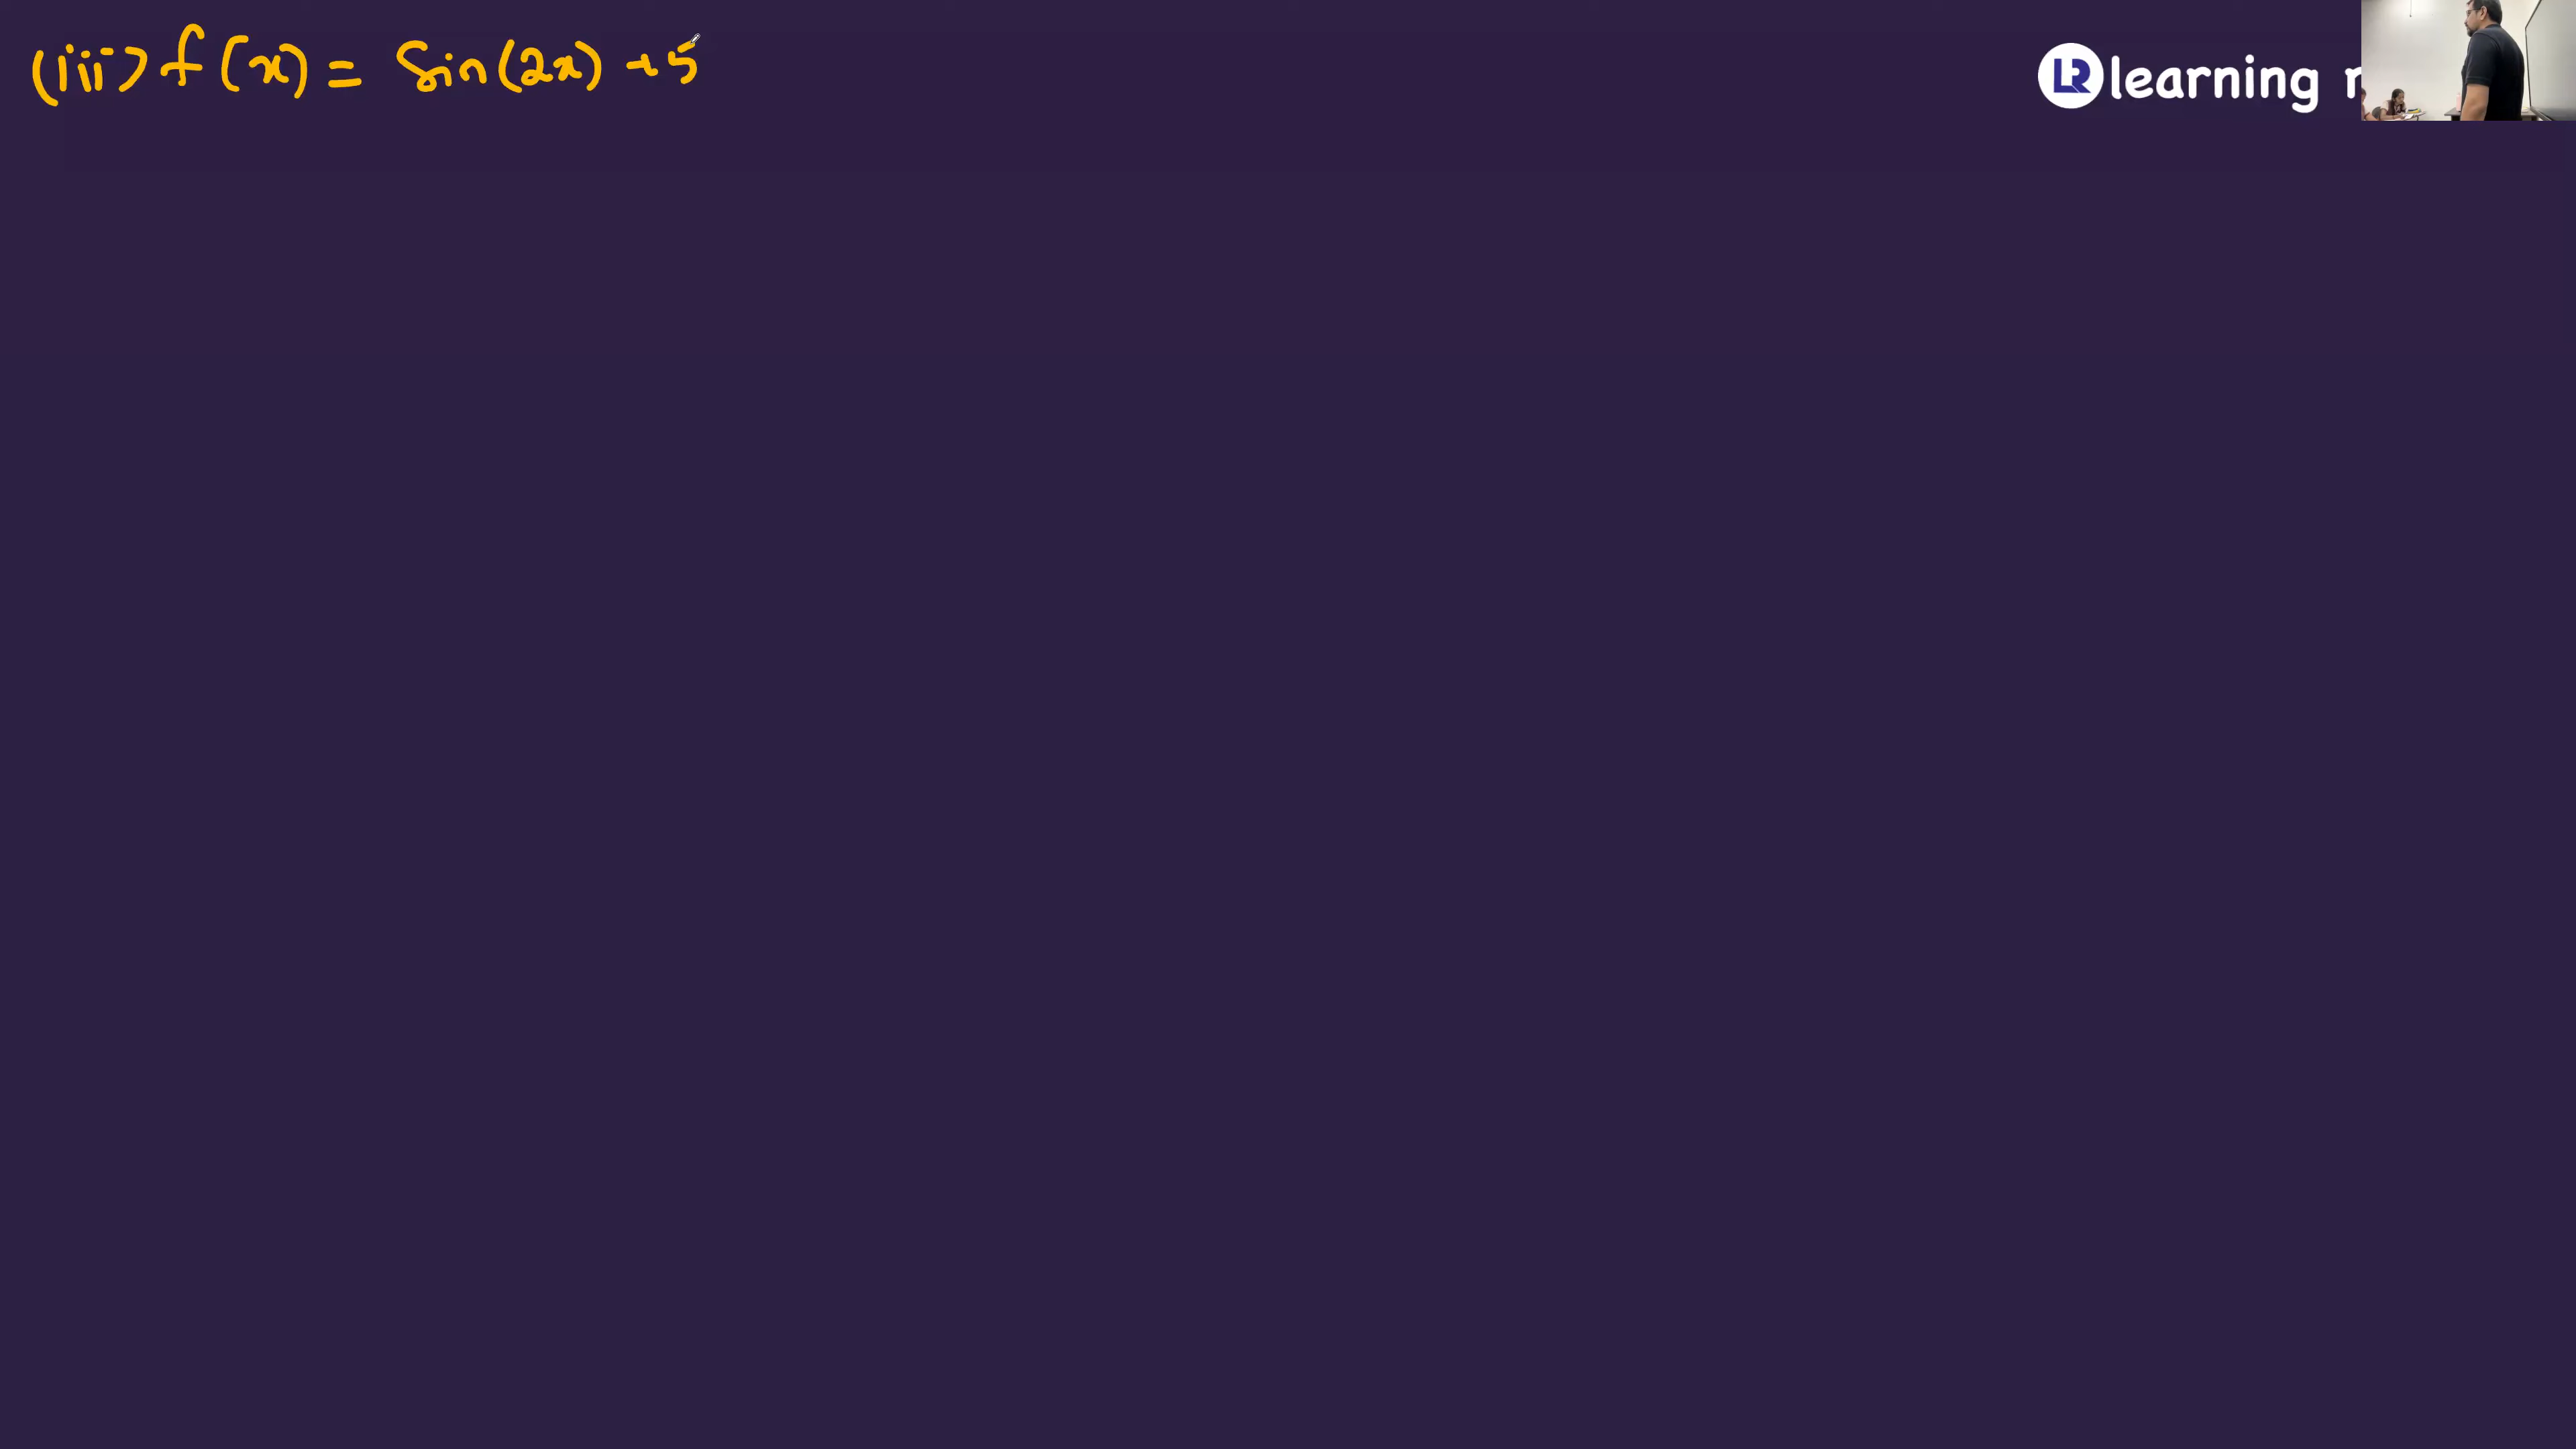 (iii) f(x) = Sin(2x) +5
learning